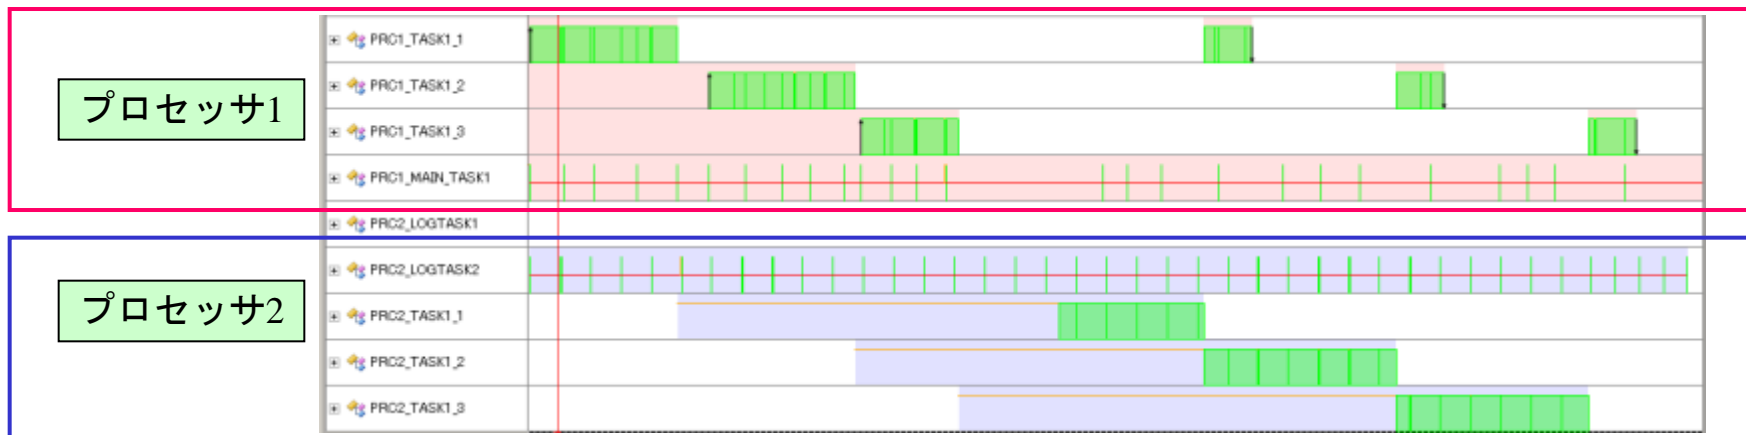 プロセッサ1
PRC1_TASK1_1
PRC1_TASK1_2
PRC1_TASK1_3
PRC1_MAIN_TASK1
PRC2_LOGTASK1
プロセッサ2
PRC2_LOGTASK2
PRC2_TASK1_1
PRC2_TASK1_2
PRC2_TASK1_3